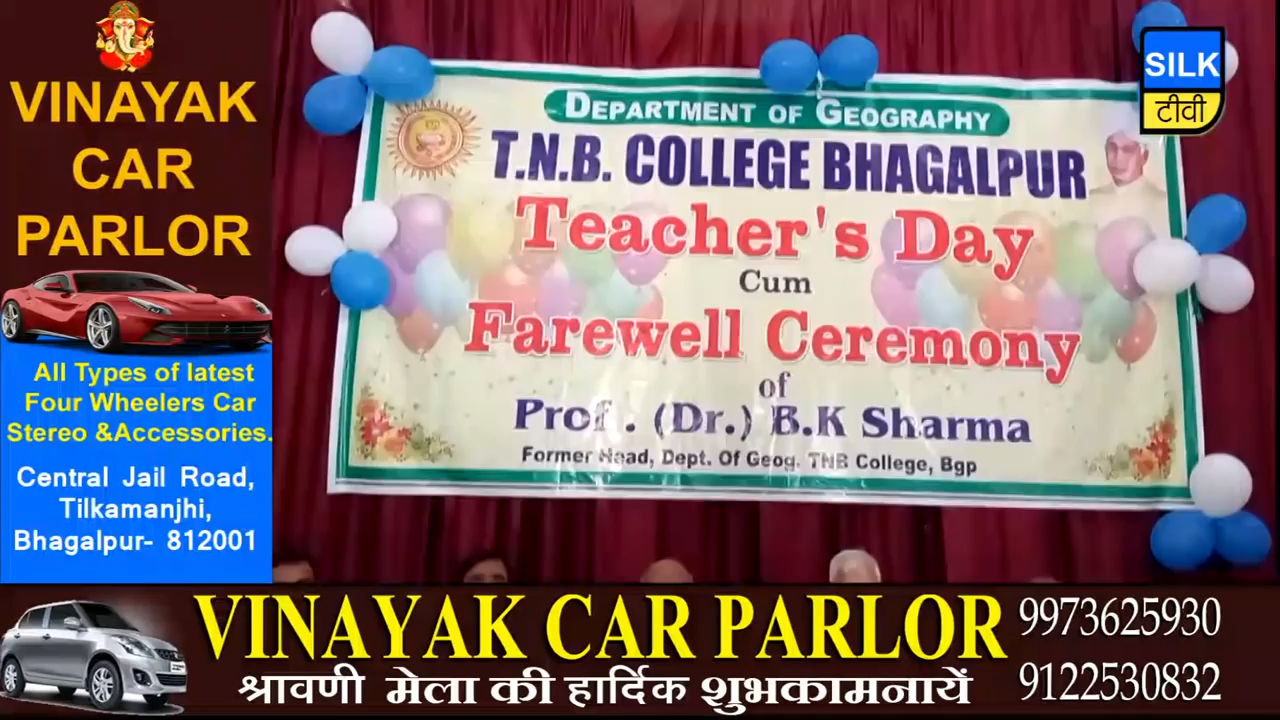 VINAYAK
CAR
PARLOR
All Types of latest
Four Wheelers Car
Stereo &Accessories.
Central Jail Road,
Tilkamanjhi,
Bhagalpur- 812001
SILK
टीवी
DEPARTMENT OF GEOGRAPHY
T.N.B. COLLEGE BHAGALPUR
Teacher's Day
Cum
Farewell Ceremony
of
Prof. (Dr.) B.K Sharma
Former Head, Dept. Of Geog. TNB College, Bgp
VINAYAK CAR PARLOR
9973625930
श्रावणी मेला की हार्दिक शुभकामनायें
9122530832